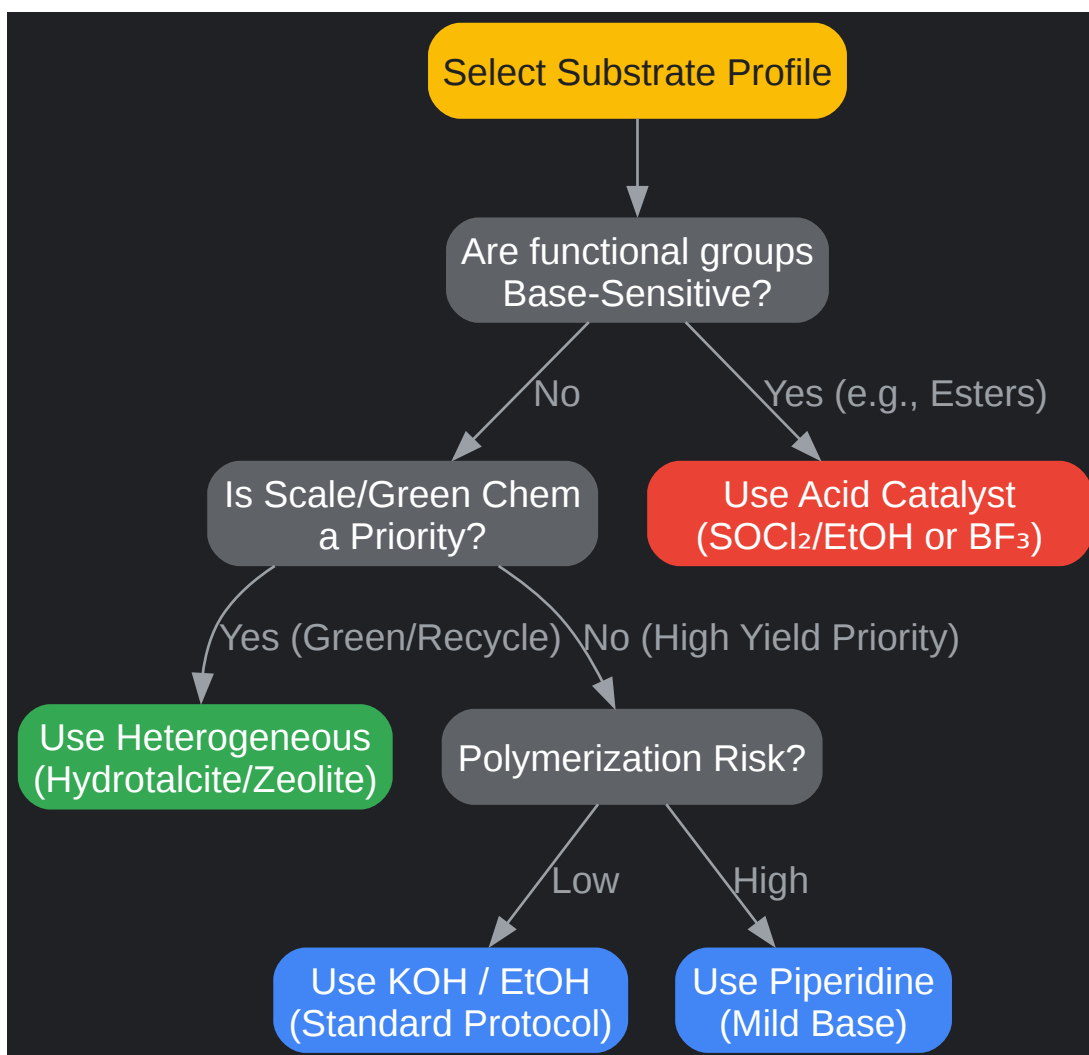 Select Substrate Profile
Are functional groups
Base-Sensitive?
No
Yes (e.g., Esters)
Is Scale/Green Chem
a Priority?
Use Acid Catalyst
(SOCl₂/EtOH or BF₃)
Yes (Green/Recycle)
No (High Yield Priority)
Use Heterogeneous
(Hydrotalcite/Zeolite)
Polymerization Risk?
Low
High
Use KOH / EtOH
(Standard Protocol)
Use Piperidine
(Mild Base)